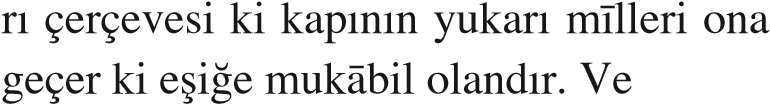 rı çerçevesi ki kapının yukarı mīlleri ona
geçer ki eşiğe mukābil olandır. Ve